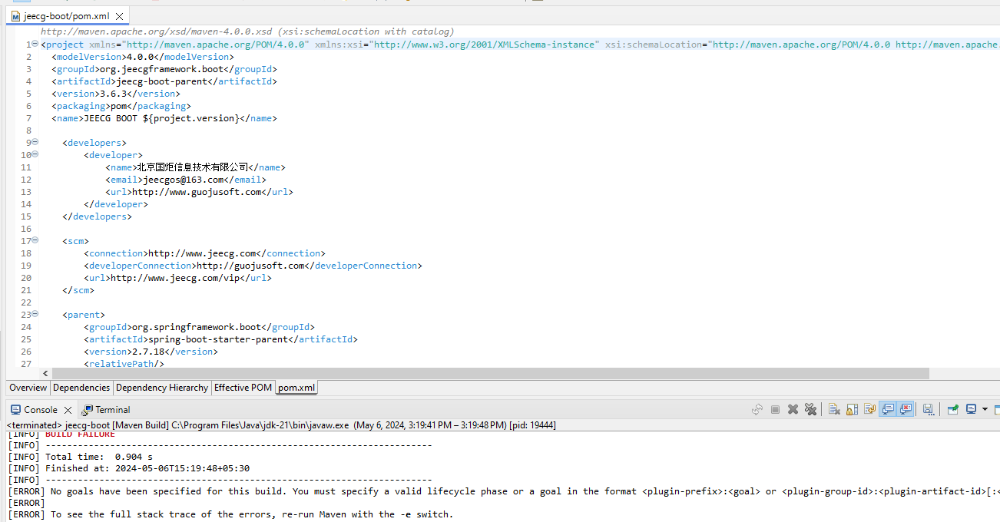 jeecg-boot/pom.xml
http://maven.apache.org/xsd/maven-4.0.0.xsd (xsi:schemaLocation with catalog)
1 <project xmlns="http://maven.apache.org/POM/4.0.0" xmlns:xsi="http://www.w3.org/2001/XMLSchema-instance" xsi:schemaLocation="http://maven.apache.org/POM/4.0.0 http://maven.apache.
2 <modelVersion>4.0.0</modelVersion>
3 <groupId>org.jeecgframework.boot</groupId>
4 <artifactId>jeecg-boot-parent</artifactId>
5 <version>3.6.3</version>
6 <packaging>pom</packaging>
7 <name>JEECG BOOT ${project.version}</name>
8
9 <developers>
10 <developer>
11 <name>北京国炬信息技术有限公司</name>
12 <email>jeecgos@163.com</email>
13 <url>http://www.guojusoft.com</url>
14 </developer>
15 </developers>
16
17 <scm>
18 <connection>http://www.jeecg.com</connection>
19 <developerConnection>http://guojusoft.com</developerConnection>
20 <url>http://www.jeecg.com/vip</url>
21 </scm>
22
23 <parent>
24 <groupId>org.springframework.boot</groupId>
25 <artifactId>spring-boot-starter-parent</artifactId>
26 <version>2.7.18</version>
27 <relativePath/>
Overview Dependencies Dependency Hierarchy Effective POM pom.xml
Console Terminal
<terminated> jeecg-boot [Maven Build] C:\Program Files\Java\jdk-21\bin\javaw.exe (May 6, 2024, 3:19:41 PM – 3:19:48 PM) [pid: 19444]
[INFO] BUILD FAILURE
[INFO] ------------------------------------------------------------------------
[INFO] Total time:  0.904 s
[INFO] Finished at: 2024-05-06T15:19:48+05:30
[INFO] ------------------------------------------------------------------------
[ERROR] No goals have been specified for this build. You must specify a valid lifecycle phase or a goal in the format <plugin-prefix>:<goal> or <plugin-group-id>:<plugin-artifact-id>[:<
[ERROR]
[ERROR] To see the full stack trace of the errors, re-run Maven with the -e switch.